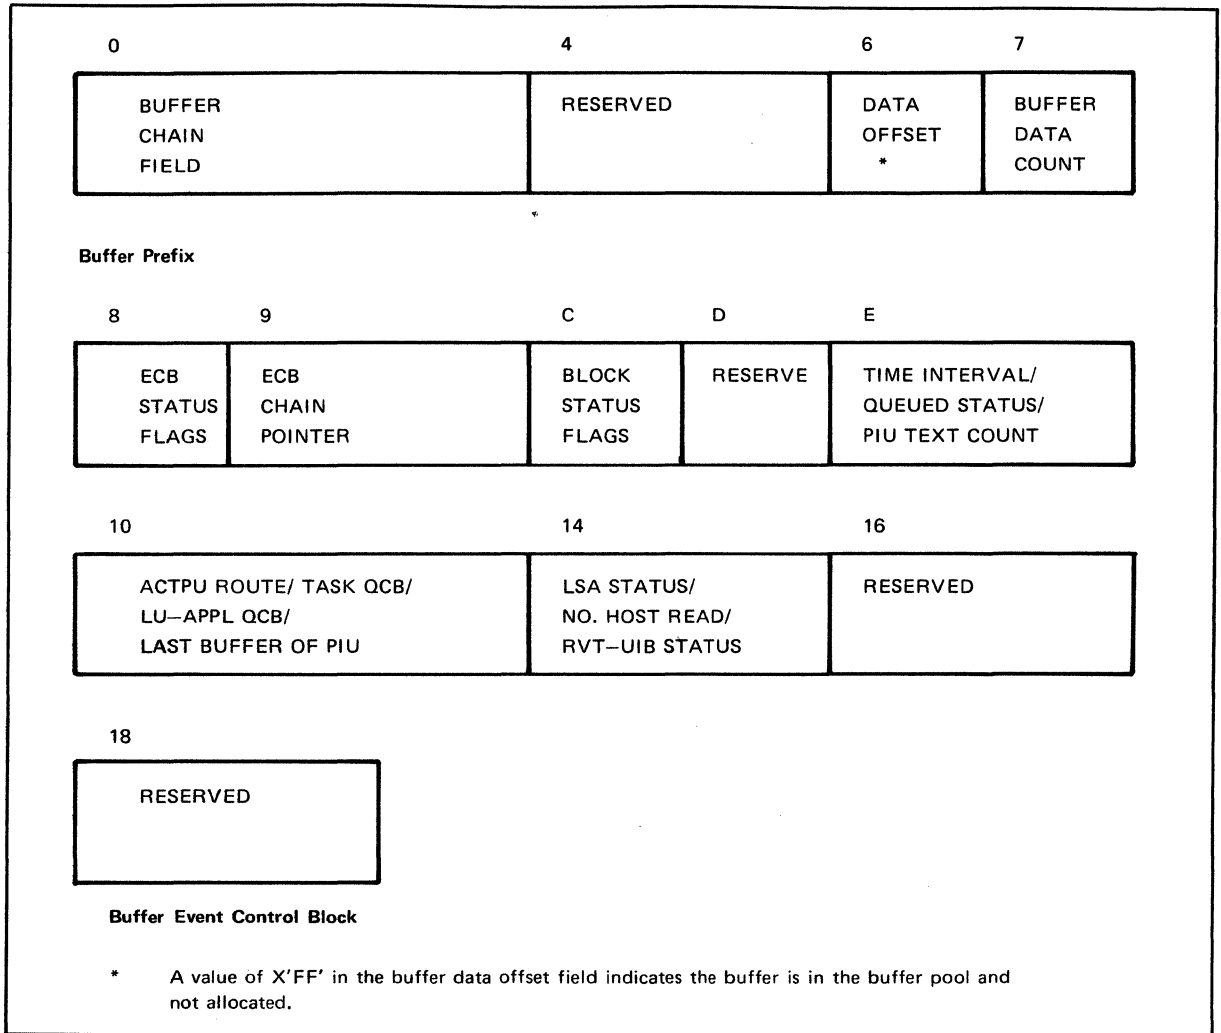 0 4 6 7
BUFFER
CHAIN
FIELD
RESERVED
DATA
OFFSET
*
BUFFER
DATA
COUNT
Buffer Prefix
8 9 C D E
ECB
STATUS
FLAGS
ECB
CHAIN
POINTER
BLOCK
STATUS
FLAGS
RESERVE
TIME INTERVAL/
QUEUED STATUS/
PIU TEXT COUNT
10 14 16
ACTPU ROUTE/ TASK QCB/
LU—APPL QCB/
LAST BUFFER OF PIU
LSA STATUS/
NO. HOST READ/
RVT—UIB STATUS
RESERVED
18
RESERVED
Buffer Event Control Block
* A value of X'FF' in the buffer data offset field indicates the buffer is in the buffer pool and
not allocated.